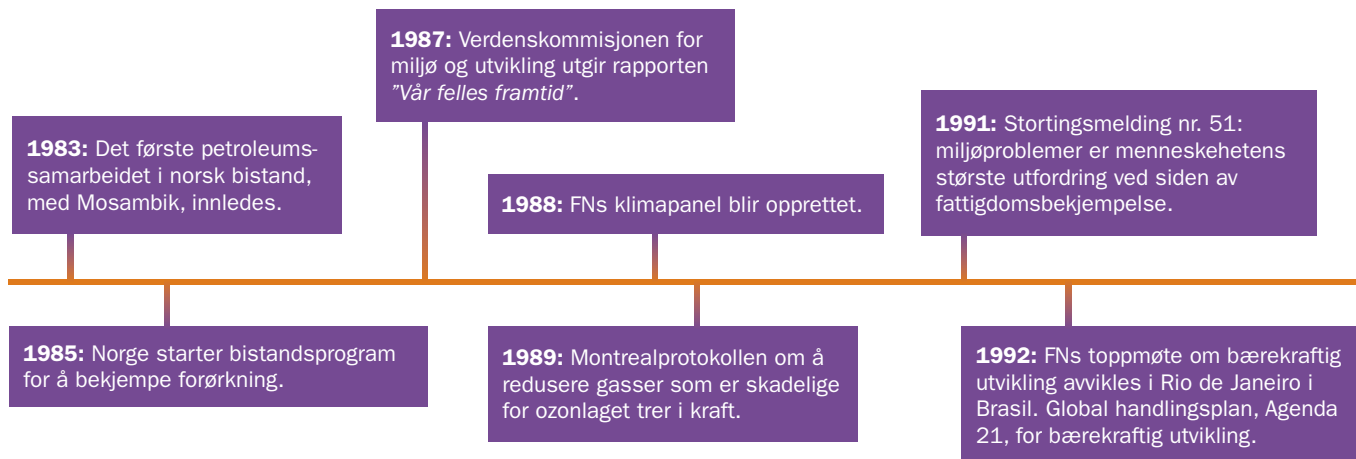 1983: Det første petroleums-
samarbeidet i norsk bistand,
med Mosambik, innledes.
1985: Norge starter bistandsprogram
for å bekjempe forørkning.
1987: Verdenskommisjonen for
miljø og utvikling utgir rapporten
”Vår felles framtid”.
1988: FNs klimapanel blir opprettet.
1989: Montrealprotokollen om å
redusere gasser som er skadelige
for ozonlaget trer i kraft.
1991: Stortingsmelding nr. 51:
miljøproblemer er menneskehetens
største utfordring ved siden av
fattigdomsbekjempelse.
1992: FNs toppmøte om bærekraftig
utvikling avvikles i Rio de Janeiro i
Brasil. Global handlingsplan, Agenda
21, for bærekraftig utvikling.